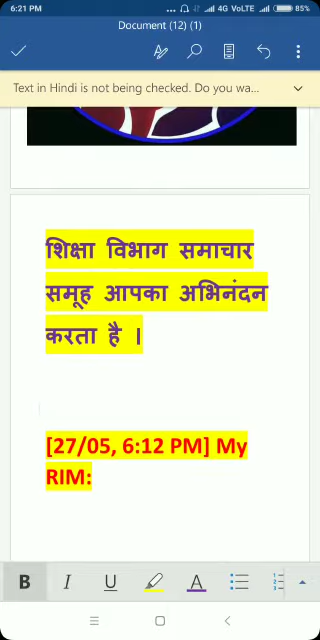 6:21 PM
4G VoLTE
85%
Document (12) (1)
Text in Hindi is not being checked. Do you wa...
शिक्षा विभाग समाचार
समूह आपका अभिनंदन
करता है ।
[27/05, 6:12 PM] My
RIM:
B I U A